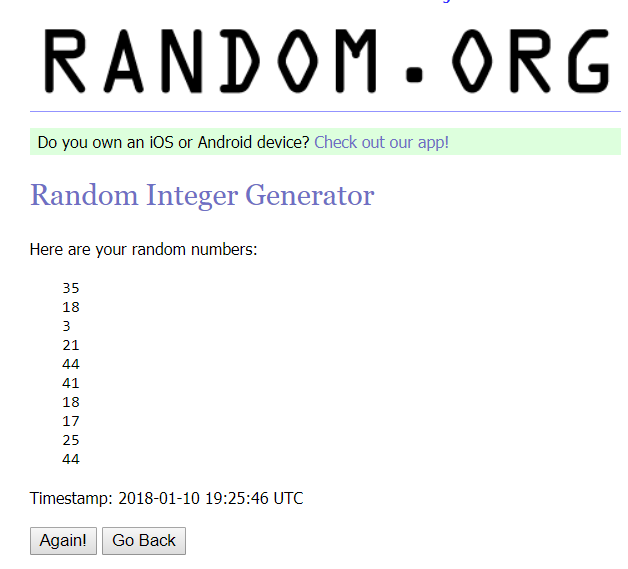 RANDOM.ORG
Do you own an iOS or Android device? Check out our app!
Random Integer Generator
Here are your random numbers:
35
18
3
21
44
41
18
17
25
44
Timestamp: 2018-01-10 19:25:46 UTC
Again! Go Back